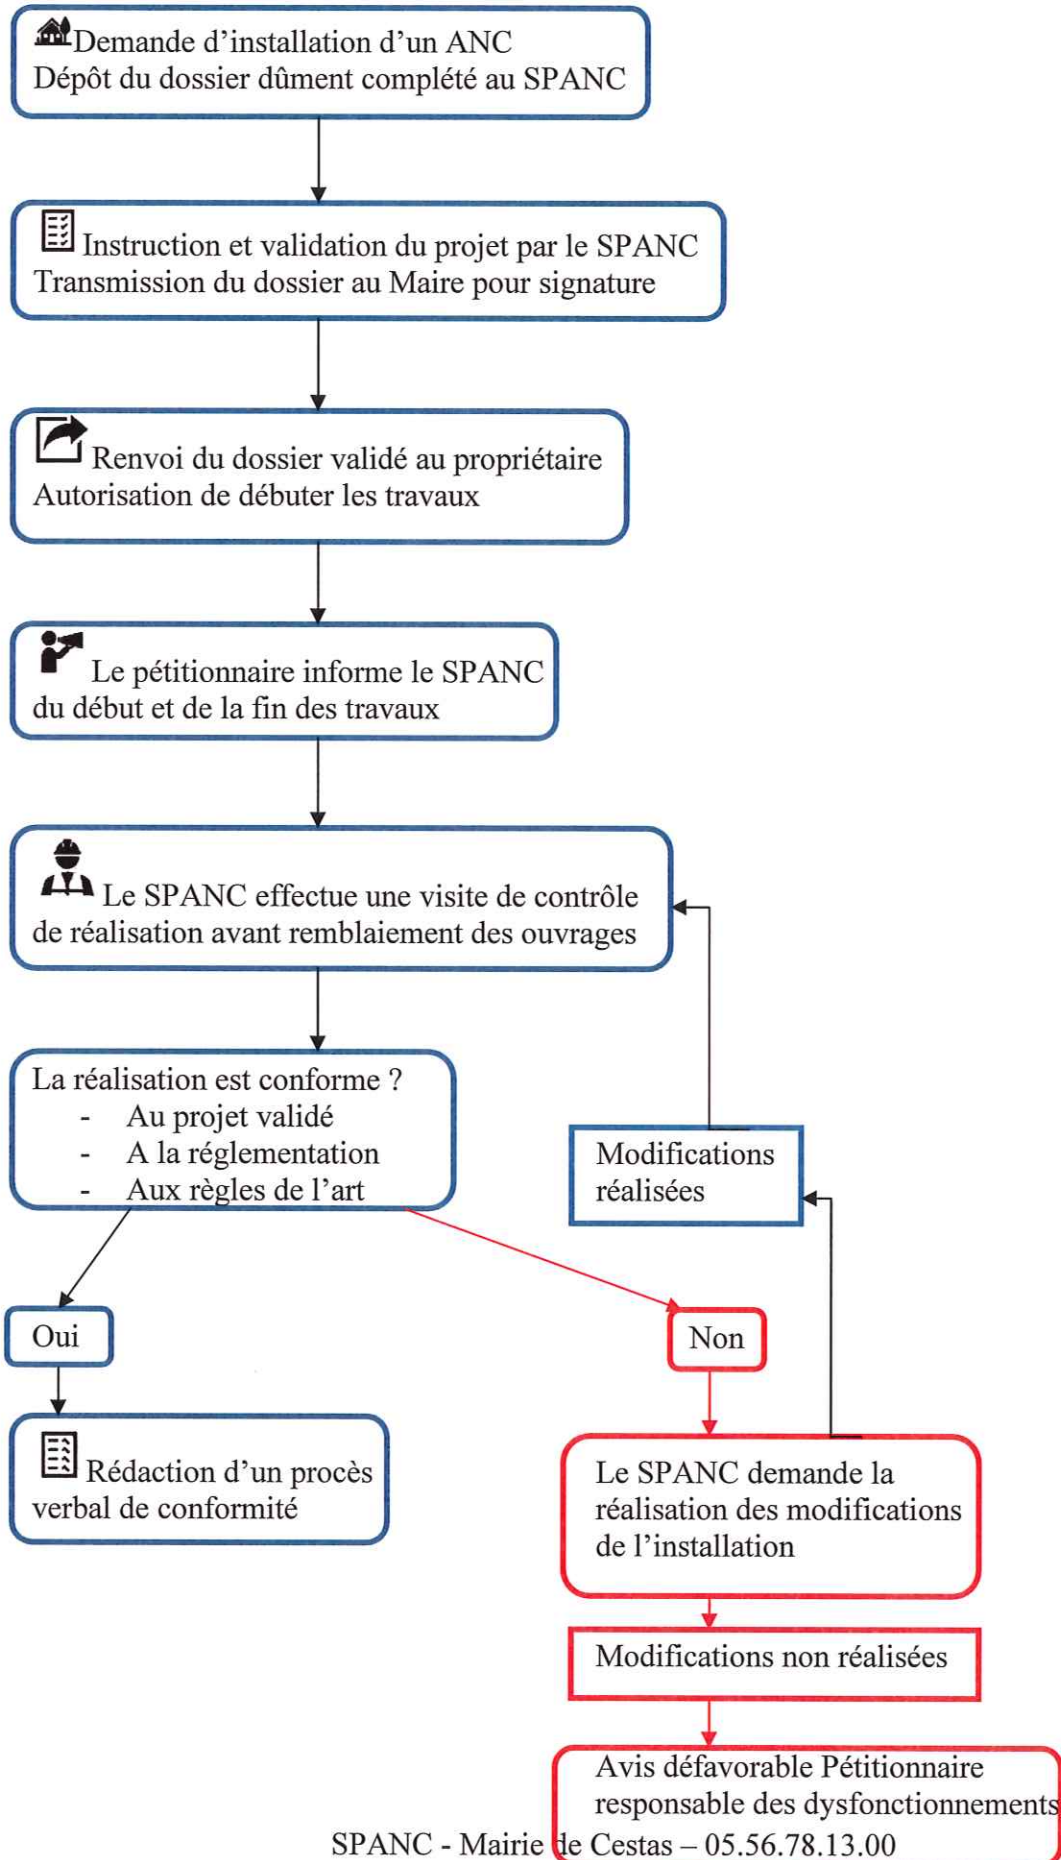 Demande d’installation d’un ANC
Dépôt du dossier dûment complété au SPANC
Instruction et validation du projet par le SPANC
Transmission du dossier au Maire pour signature
Renvoi du dossier validé au propriétaire
Autorisation de débuter les travaux
Le pétitionnaire informe le SPANC
du début et de la fin des travaux
Le SPANC effectue une visite de contrôle
de réalisation avant remblaiement des ouvrages
La réalisation est conforme ?
- Au projet validé
- A la réglementation
- Aux règles de l’art
Modifications
réalisées
Oui
Non
Rédaction d’un procès
verbal de conformité
Le SPANC demande la
réalisation des modifications
de l’installation
Modifications non réalisées
Avis défavorable Pétitionnaire
responsable des dysfonctionnements
SPANC - Mairie de Cestas – 05.56.78.13.00